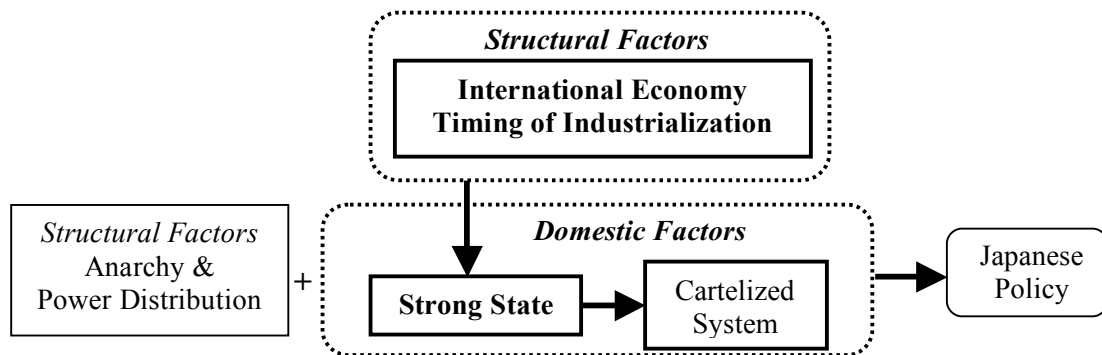 Structural Factors
International Economy
Timing of Industrialization
Structural Factors
Anarchy &
Power Distribution
+
Domestic Factors
Strong State
Cartelized
System
Japanese
Policy